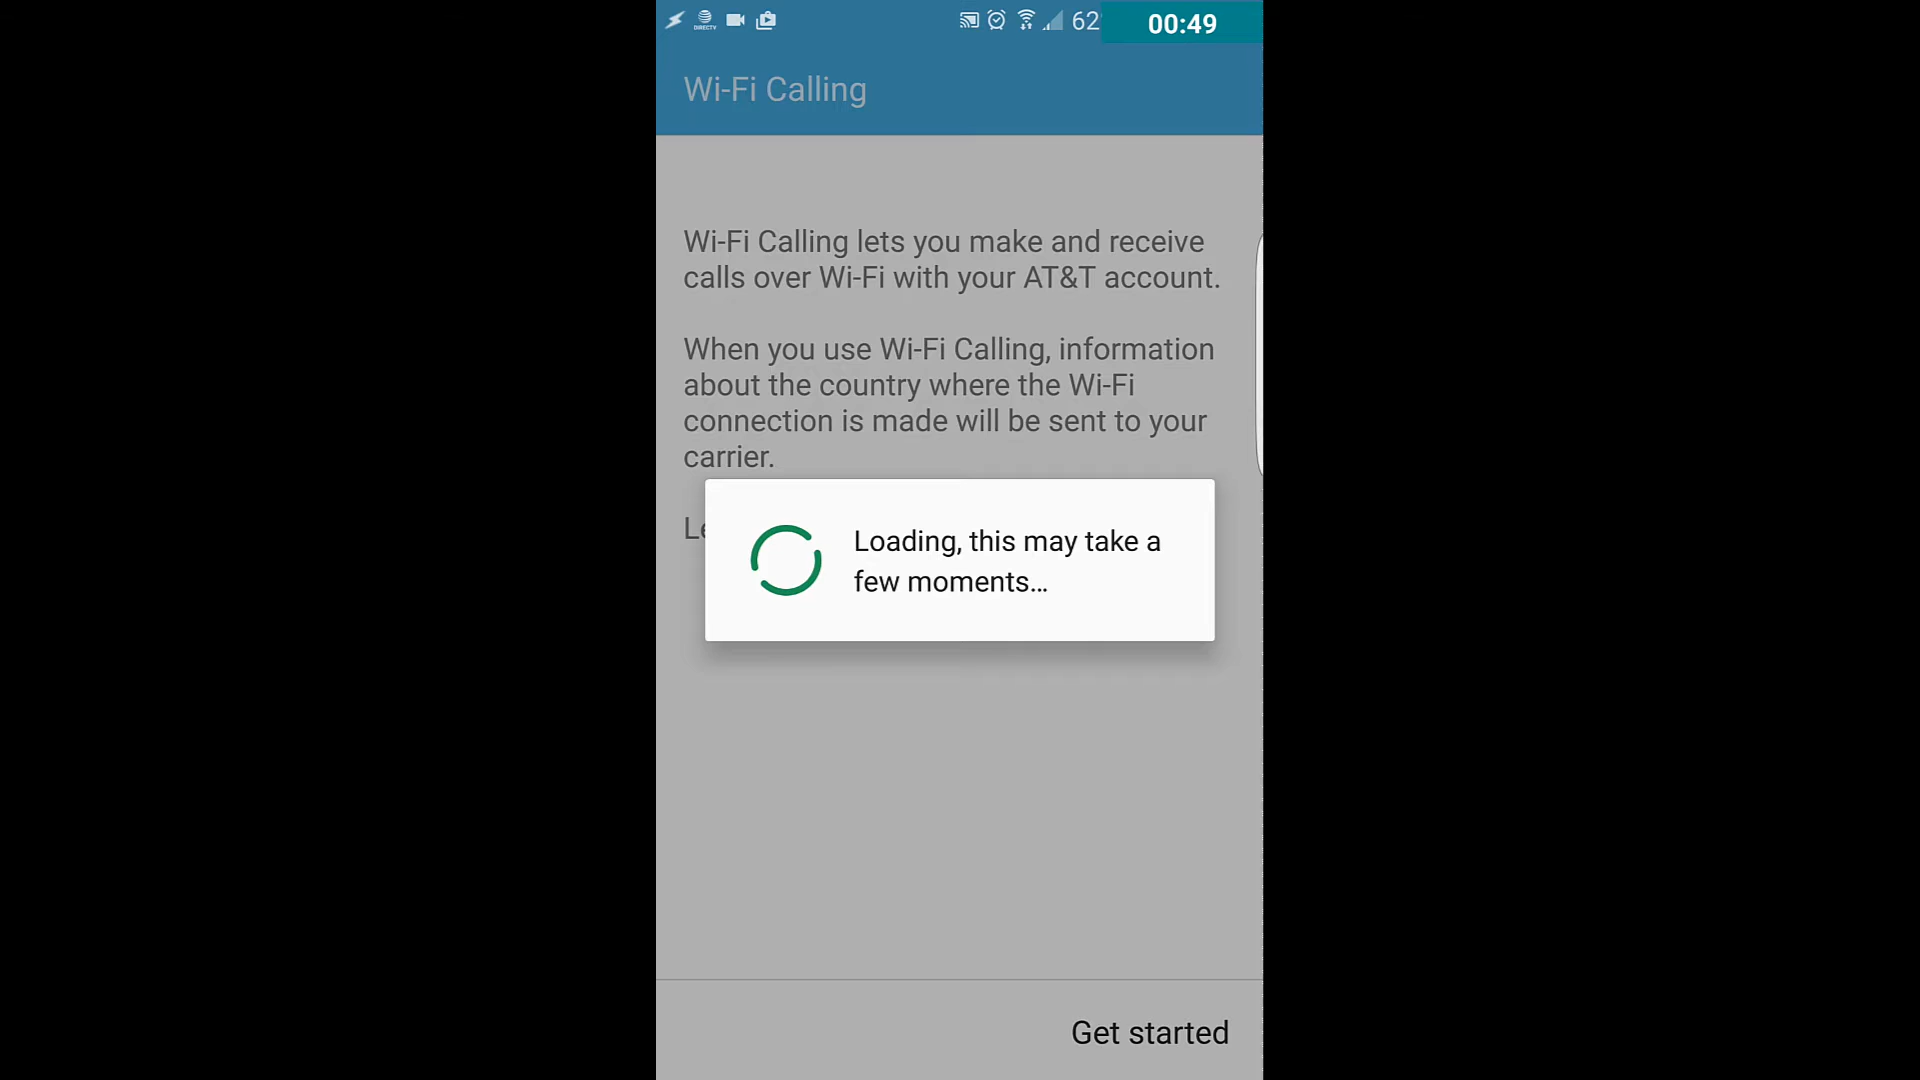 DIRECTV
62
00:49
Wi-Fi Calling
Wi-Fi Calling lets you make and receive
calls over Wi-Fi with your AT&T account.
When you use Wi-Fi Calling, information
about the country where the Wi-Fi
connection is made will be sent to your
carrier.
Le
Loading, this may take a
few moments...
Get started